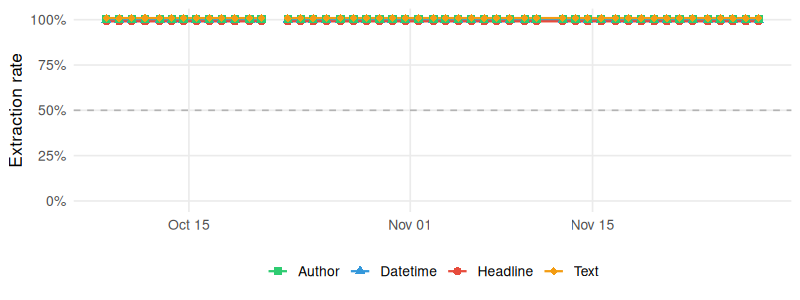 Extraction rate
100%
75%
50%
25%
0%
Oct 15 Nov 01 Nov 15
Author Datetime Headline Text